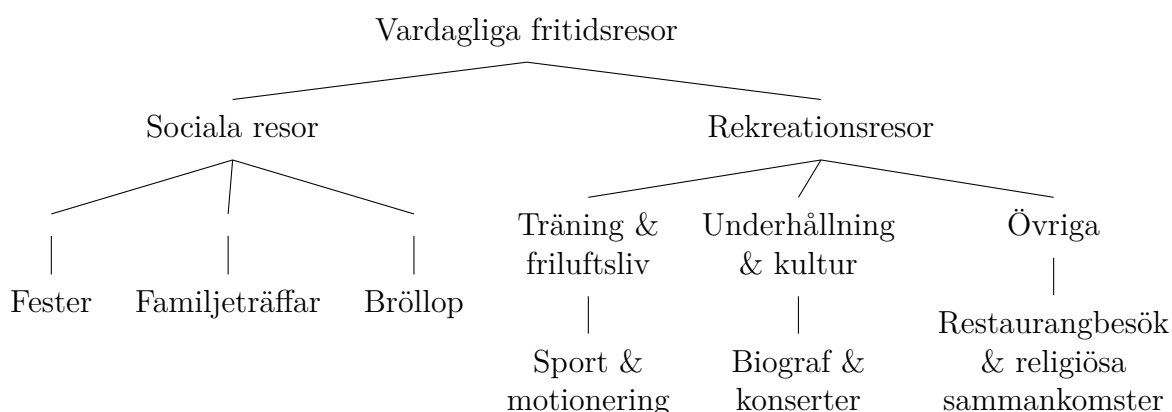 Vardagliga fritidsresor
Sociala resor
Rekreationsresor
Träning &
friluftsliv
Underhållning
& kultur
Övriga
Fester
Familjeträffar
Bröllop
Sport &
motionering
Biograf &
konserter
Restaurangbesök
& religiösa
sammankomster